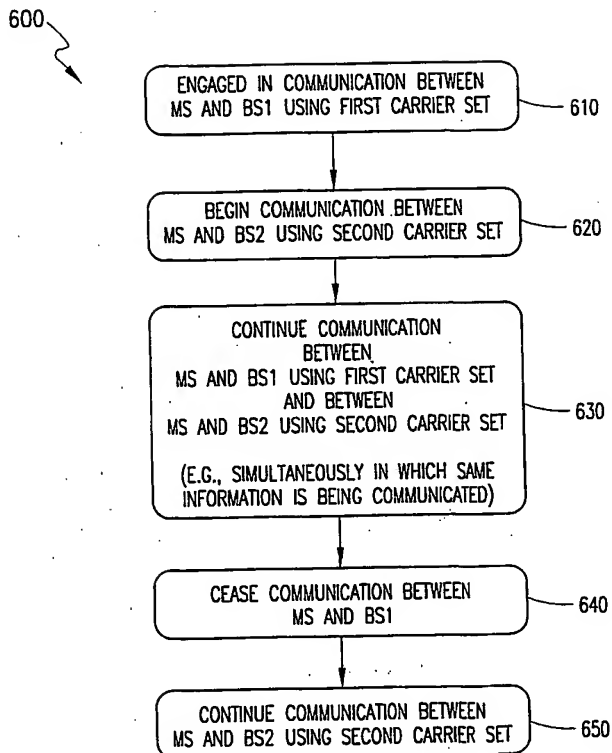 600
ENGAGED IN COMMUNICATION BETWEEN
MS AND BS1 USING FIRST CARRIER SET
610
BEGIN COMMUNICATION BETWEEN
MS AND BS2 USING SECOND CARRIER SET
620
CONTINUE COMMUNICATION
BETWEEN
MS AND BS1 USING FIRST CARRIER SET
AND BETWEEN
MS AND BS2 USING SECOND CARRIER SET
(E.G., SIMULTANEOUSLY IN WHICH SAME
INFORMATION IS BEING COMMUNICATED)
630
CEASE COMMUNICATION BETWEEN
MS AND BS1
640
CONTINUE COMMUNICATION BETWEEN
MS AND BS2 USING SECOND CARRIER SET
650